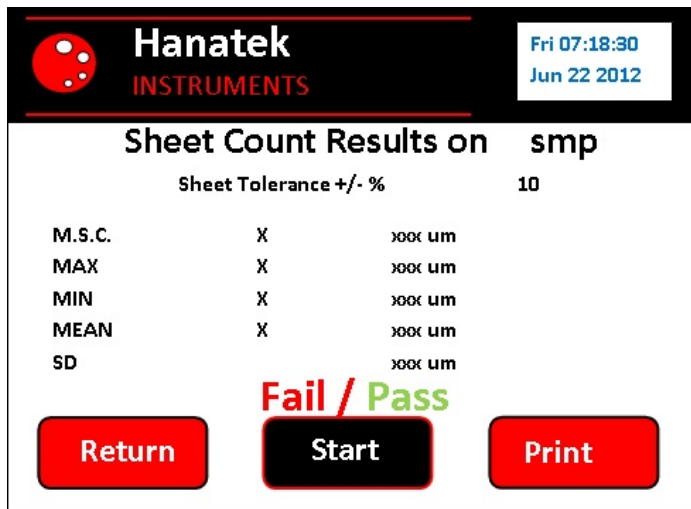 Hanatek
INSTRUMENTS
Fri 07:18:30
Jun 22 2012
Sheet Count Results on smp
Sheet Tolerance +/- % 10
M.S.C. X xxx um
MAX X xxx um
MIN X xxx um
MEAN X xxx um
SD xxx um
Fail / Pass
Return Start Print